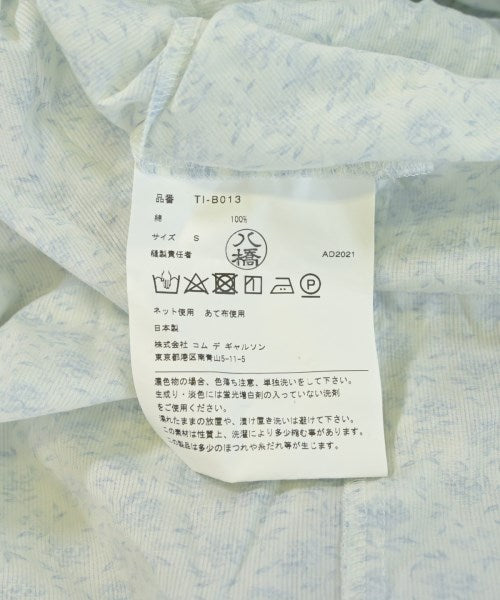 品番 TI-B013
綿 100%
サイズ S
八橋
縫製責任者 AD2021
ネット使用 あて布使用
日本製
株式会社 コム デ ギャルソン
東京都港区南青山5-11-5
濃色物の場合、色落ち注意、単独洗いをして下さい。
生成り・淡色には蛍光増白剤の入っていない洗剤
をご使用ください。
濡れたままの放置や、漬け置き洗いは避けて下さい。
この素材は性質上、洗濯により多少縮む事があります。
この製品は多少のほつれや糸だれ等が生じます。